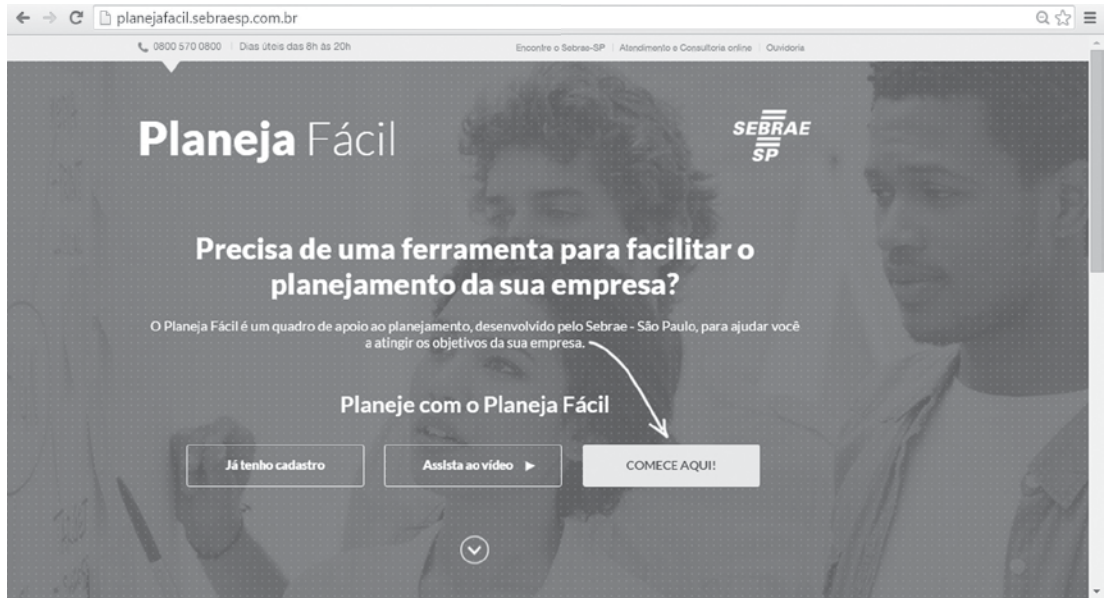 planejafacil.sebraesp.com.br
0800 570 0800 | Dias úteis das 8h às 20h
Encontre o Sebrae-SP | Atendimento e Consultoria online | Ouvidoria
Planeja Fácil
SEBRAE
SP
Precisa de uma ferramenta para facilitar o
planejamento da sua empresa?
O Planeja Fácil é um quadro de apoio ao planejamento, desenvolvido pelo Sebrae - São Paulo, para ajudar você
a atingir os objetivos da sua empresa.
Planeje com o Planeja Fácil
Já tenho cadastro
Assista ao vídeo
COMECE AQUI!